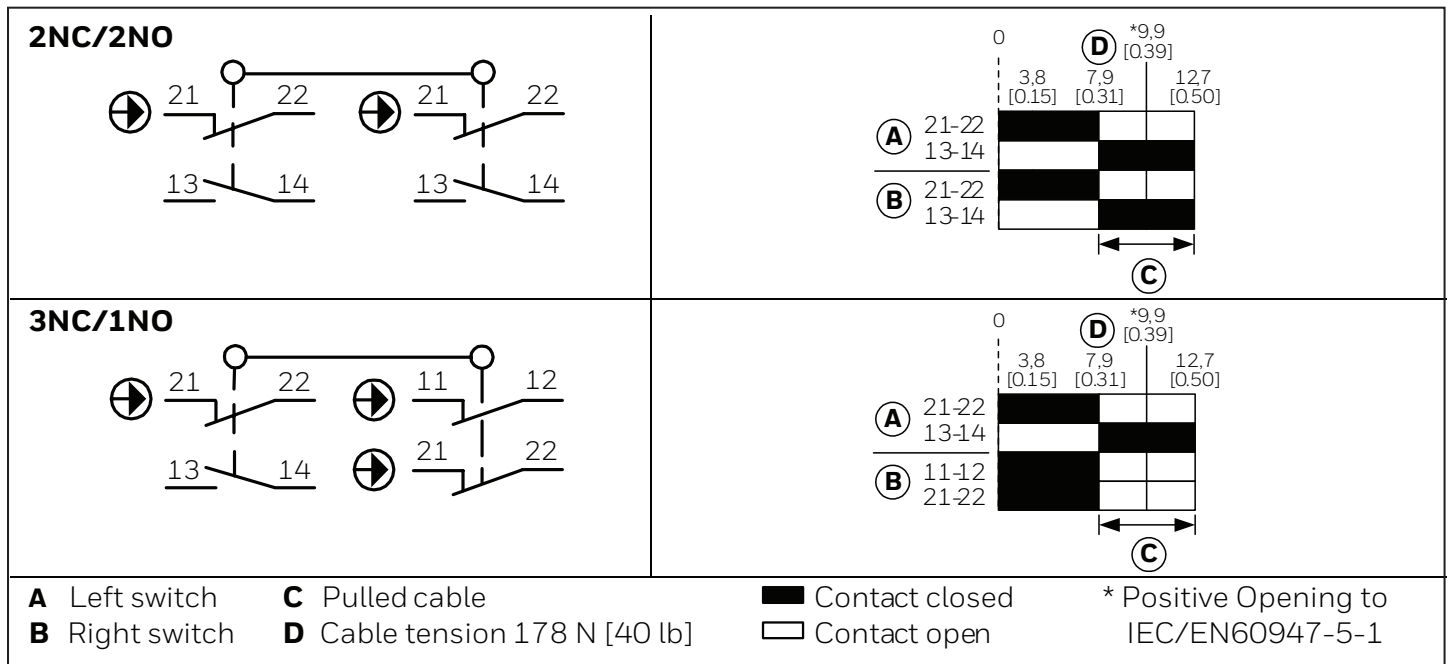 2NC/2NO
21 22 21 22
13 14 13 14
0 D *9,9
[0.39]
3,8 7,9 12,7
[0.15] [0.31] [0.50]
A 21-22
13-14
B 21-22
13-14
C
3NC/1NO
21 22 11 12
21 22
13 14
0 D *9,9
[0.39]
3,8 7,9 12,7
[0.15] [0.31] [0.50]
A 21-22
13-14
B 11-12
21-22
C
A Left switch C Pulled cable Contact closed * Positive Opening to
B Right switch D Cable tension 178 N [40 lb] Contact open IEC/EN60947-5-1